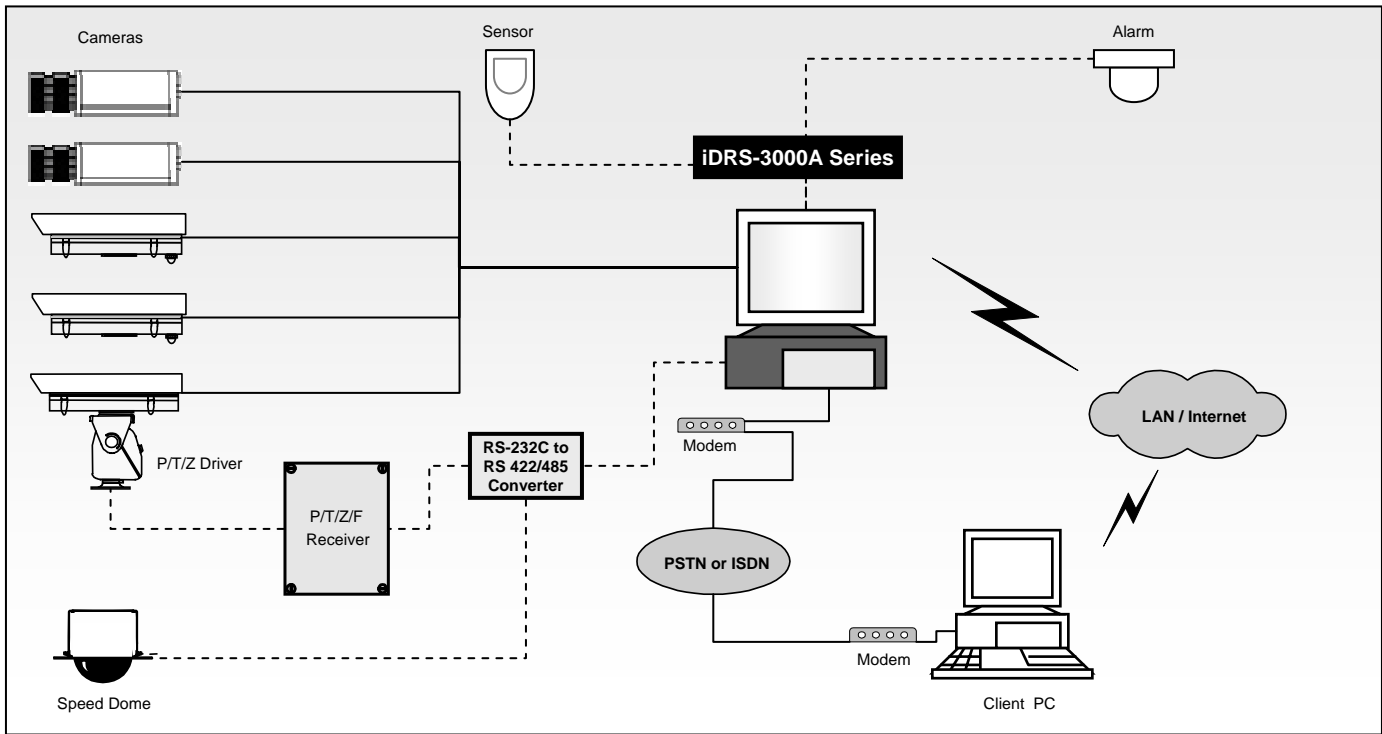 Cameras
Sensor
Alarm
iDRS-3000A Series
LAN / Internet
Modem
P/T/Z Driver
RS-232C to
RS 422/485
Converter
P/T/Z/F
Receiver
PSTN or ISDN
Modem
Speed Dome
Client PC